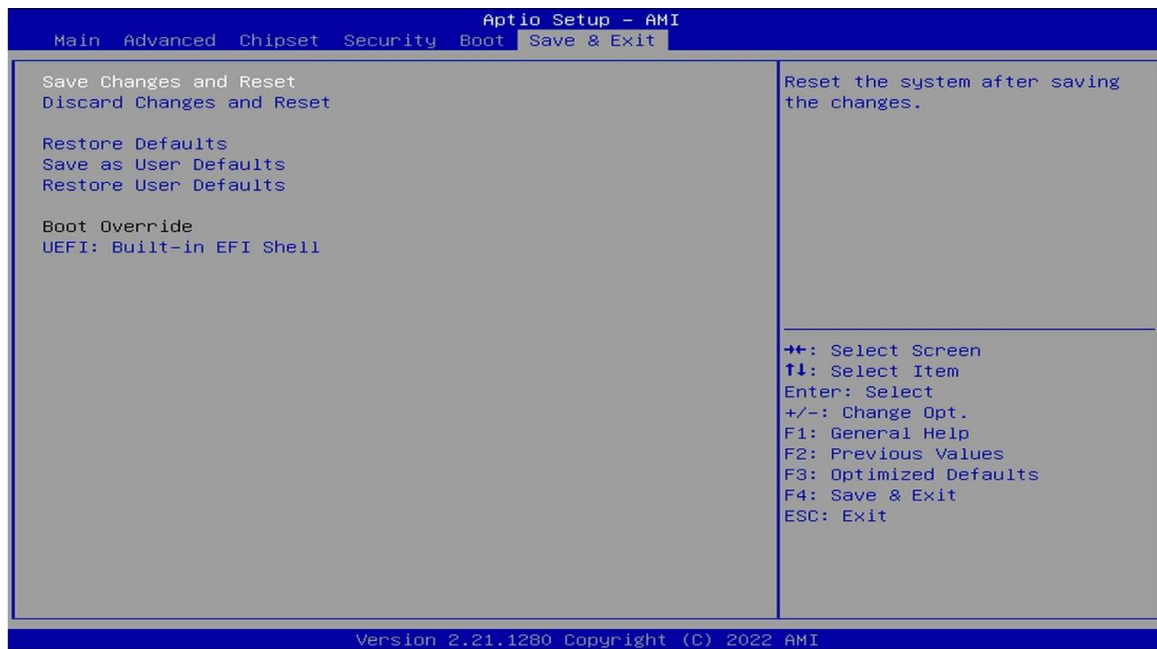 Aptio Setup – AMI
Main Advanced Chipset Security Boot Save & Exit
Save Changes and Reset
Discard Changes and Reset
Restore Defaults
Save as User Defaults
Restore User Defaults
Boot Override
UEFI: Built-in EFI Shell
Reset the system after saving
the changes.
→←: Select Screen
↑↓: Select Item
Enter: Select
+/-: Change Opt.
F1: General Help
F2: Previous Values
F3: Optimized Defaults
F4: Save & Exit
ESC: Exit
Version 2.21.1280 Copyright (C) 2022 AMI